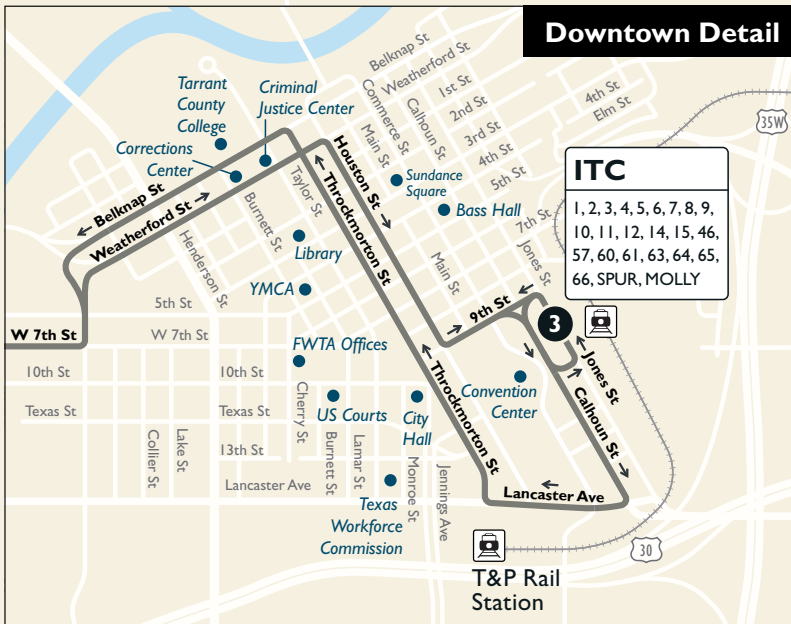 Downtown Detail
Belknap St
Weatherford St
1st St
2nd St
3rd St
4th St
5th St
4th St
Elm St
35W
Commerce St
Calhoun St
Main St
Tarrant
County
College
Criminal
Justice Center
Corrections
Center
Houston St
Sundance
Square
Bass Hall
Belknap St
Weatherford St
Taylor St
Throckmorton St
Burnett St
Henderson St
Library
YMCA
ITC
1, 2, 3, 4, 5, 6, 7, 8, 9,
10, 11, 12, 14, 15, 46,
57, 60, 61, 63, 64, 65,
66, SPUR, MOLLY
7th St
Jones St
Main St
9th St
3
5th St
W 7th St
W 7th St
FWTA Offices
10th St
10th St
Texas St
Texas St
Cherry St
US Courts
City
Hall
Throckmorton St
Convention
Center
Jones St
Calhoun St
13th St
Collier St
Lake St
Burnett St
Lamar St
Monroe St
Jennings Ave
Lancaster Ave
Lancaster Ave
Texas
Workforce
Commission
30
T&P Rail
Station